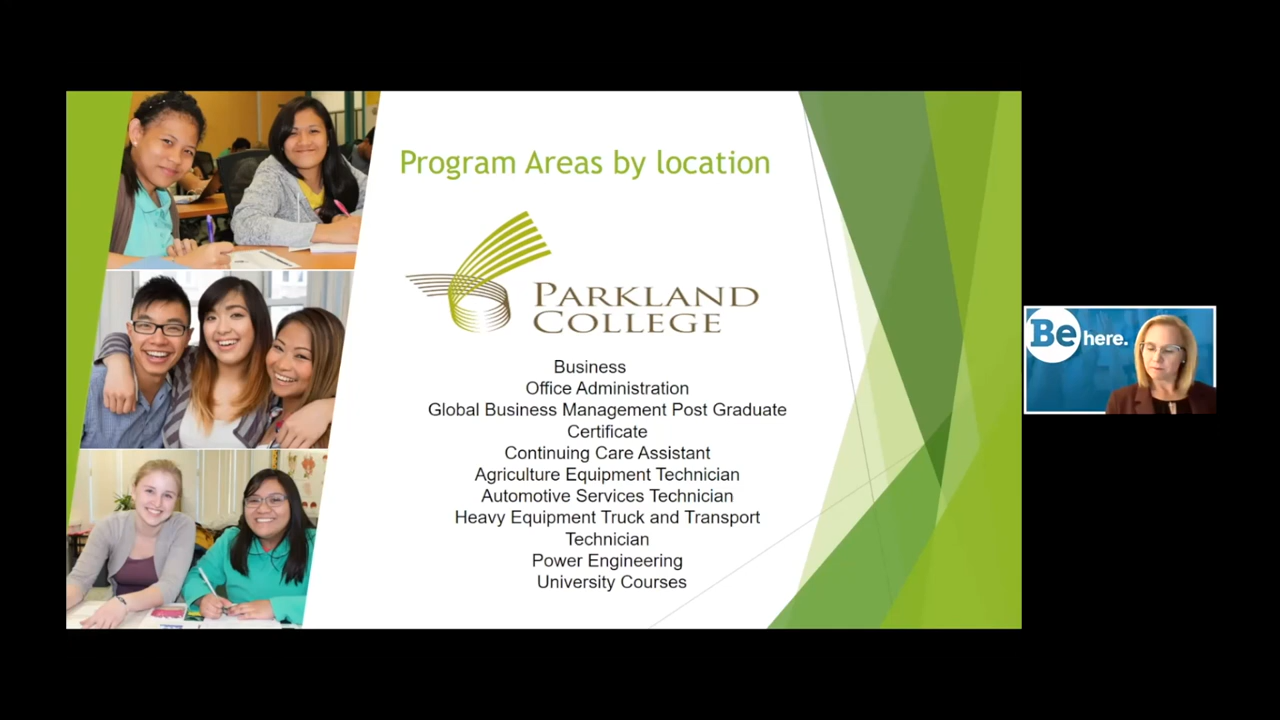 Program Areas by location
PARKLAND
COLLEGE
Business
Office Administration
Global Business Management Post Graduate
Certificate
Continuing Care Assistant
Agriculture Equipment Technician
Automotive Services Technician
Heavy Equipment Truck and Transport
Technician
Power Engineering
University Courses
Be here.